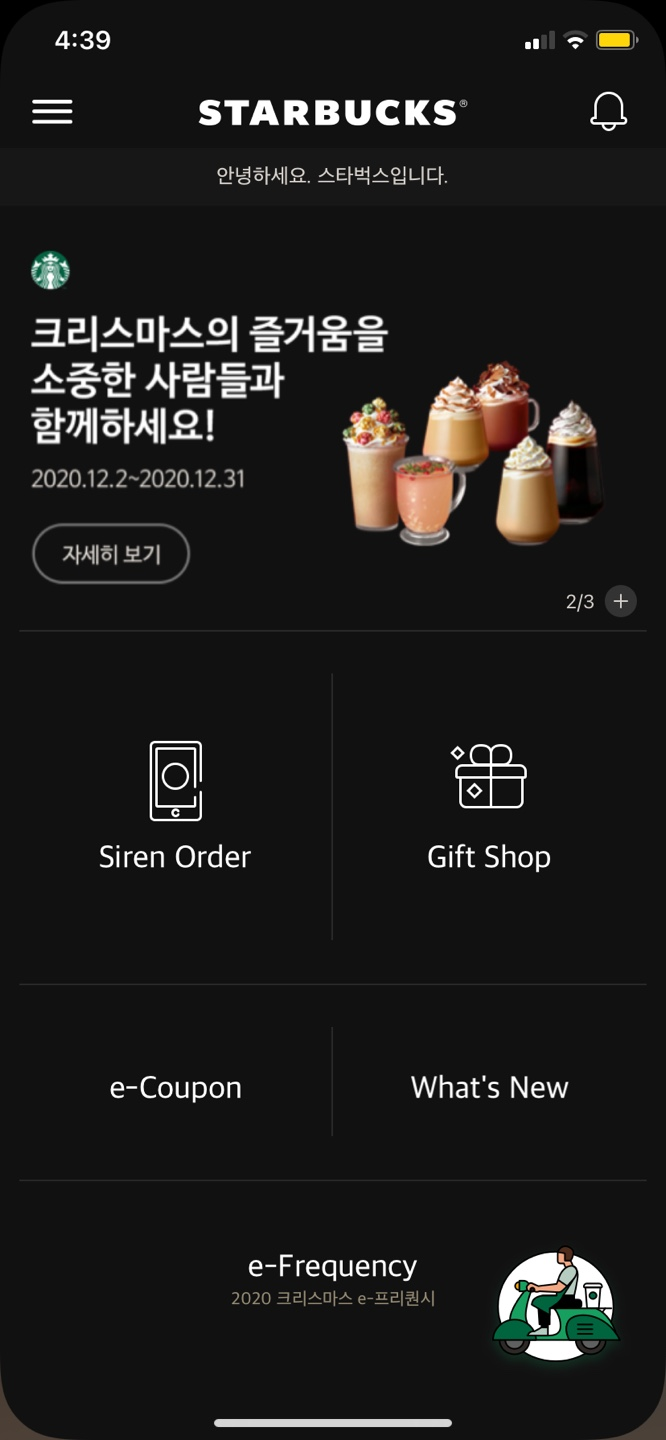 4:39
STARBUCKS®
안녕하세요. 스타벅스입니다.
크리스마스의 즐거움을
소중한 사람들과
함께하세요!
2020.12.2~2020.12.31
자세히 보기
2/3
Siren Order
Gift Shop
e-Coupon
What's New
e-Frequency
2020 크리스마스 e-프리퀀시